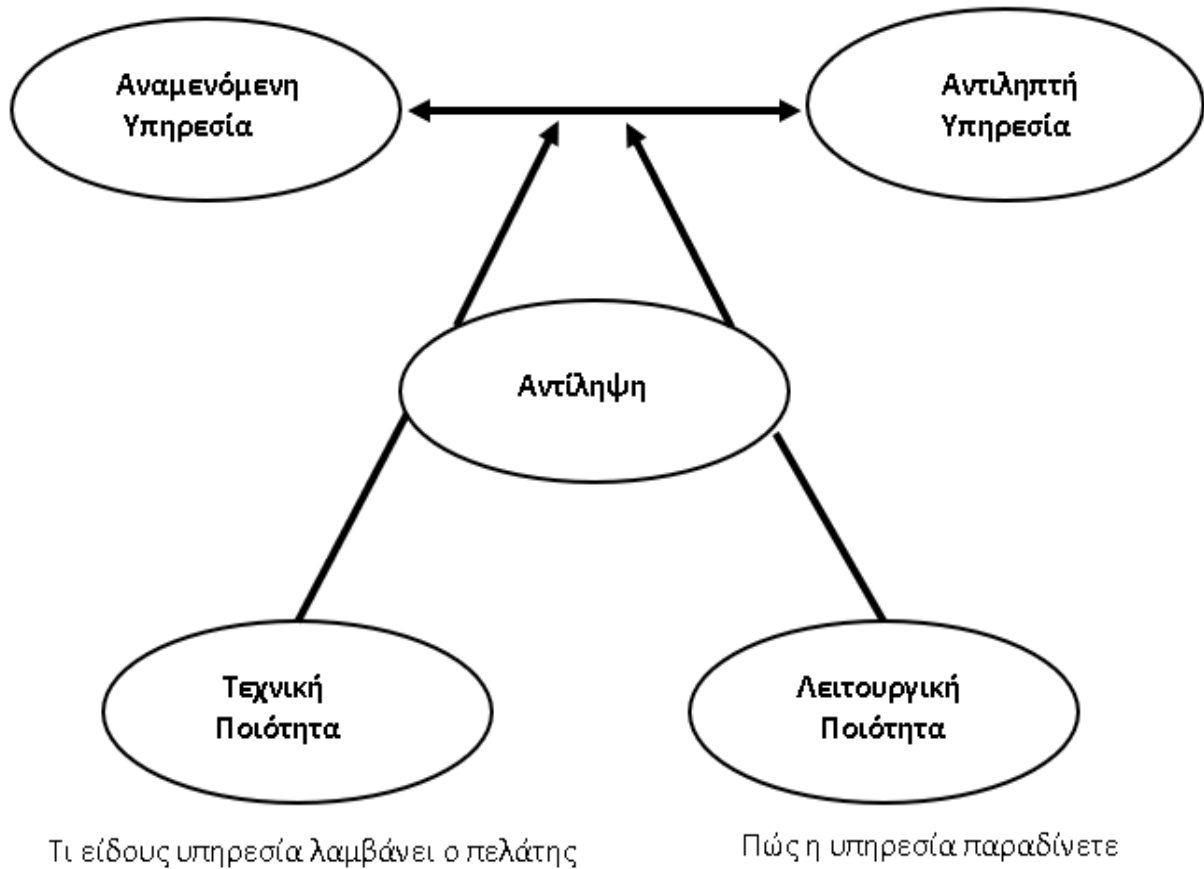 Αναμενόμενη
Υπηρεσία
Αντιληπτή
Υπηρεσία
Αντίληψη
Τεχνική
Ποιότητα
Λειτουργική
Ποιότητα
Τι είδους υπηρεσία λαμβάνει ο πελάτης
Πώς η υπηρεσία παραδίνετε